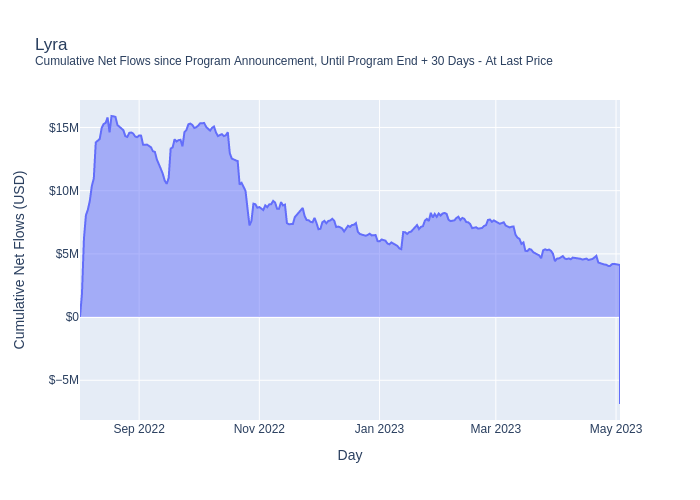 Lyra
Cumulative Net Flows since Program Announcement, Until Program End + 30 Days - At Last Price
Cumulative Net Flows (USD)
$15M
$10M
$5M
$0
$−5M
Sep 2022
Nov 2022
Jan 2023
Mar 2023
May 2023
Day